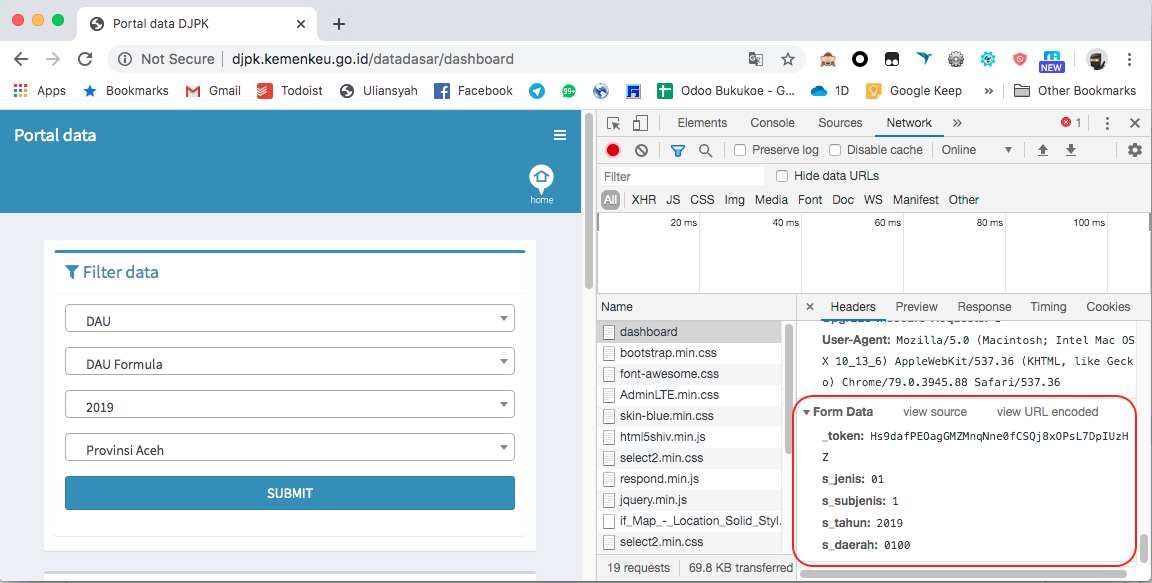 Portal data DJPK
Not Secure
djpk.kemenkeu.go.id/datadasar/dashboard
NEW
Apps
Bookmarks
Gmail
Todoist
Uliansyah
Facebook
99+
Odoo Bukukoe - G...
1D
Google Keep
»
Other Bookmarks
Portal data
home
Filter data
DAU
DAU Formula
2019
Provinsi Aceh
SUBMIT
Elements
Console
Sources
Network
»
1
Preserve log
Disable cache
Online
Filter
Hide data URLs
All
XHR
JS
CSS
Img
Media
Font
Doc
WS
Manifest
Other
20 ms
40 ms
60 ms
80 ms
100 ms
Name
dashboard
bootstrap.min.css
font-awesome.css
AdminLTE.min.css
skin-blue.min.css
html5shiv.min.js
select2.min.css
respond.min.js
jquery.min.js
if_Map_-_Location_Solid_Styl.
select2.min.css
19 requests
69.8 KB transferred
Headers
Preview
Response
Timing
Cookies
User-Agent: Mozilla/5.0 (Macintosh; Intel Mac OS
X 10_13_6) AppleWebKit/537.36 (KHTML, like Geck
o) Chrome/79.0.3945.88 Safari/537.36
Form Data
view source
view URL encoded
_token: Hs9dafPEOagGMZMnqNne0fCSQj8xOPsL7DpIUzH
Z
s_jenis: 01
s_subjenis: 1
s_tahun: 2019
s_daerah: 0100